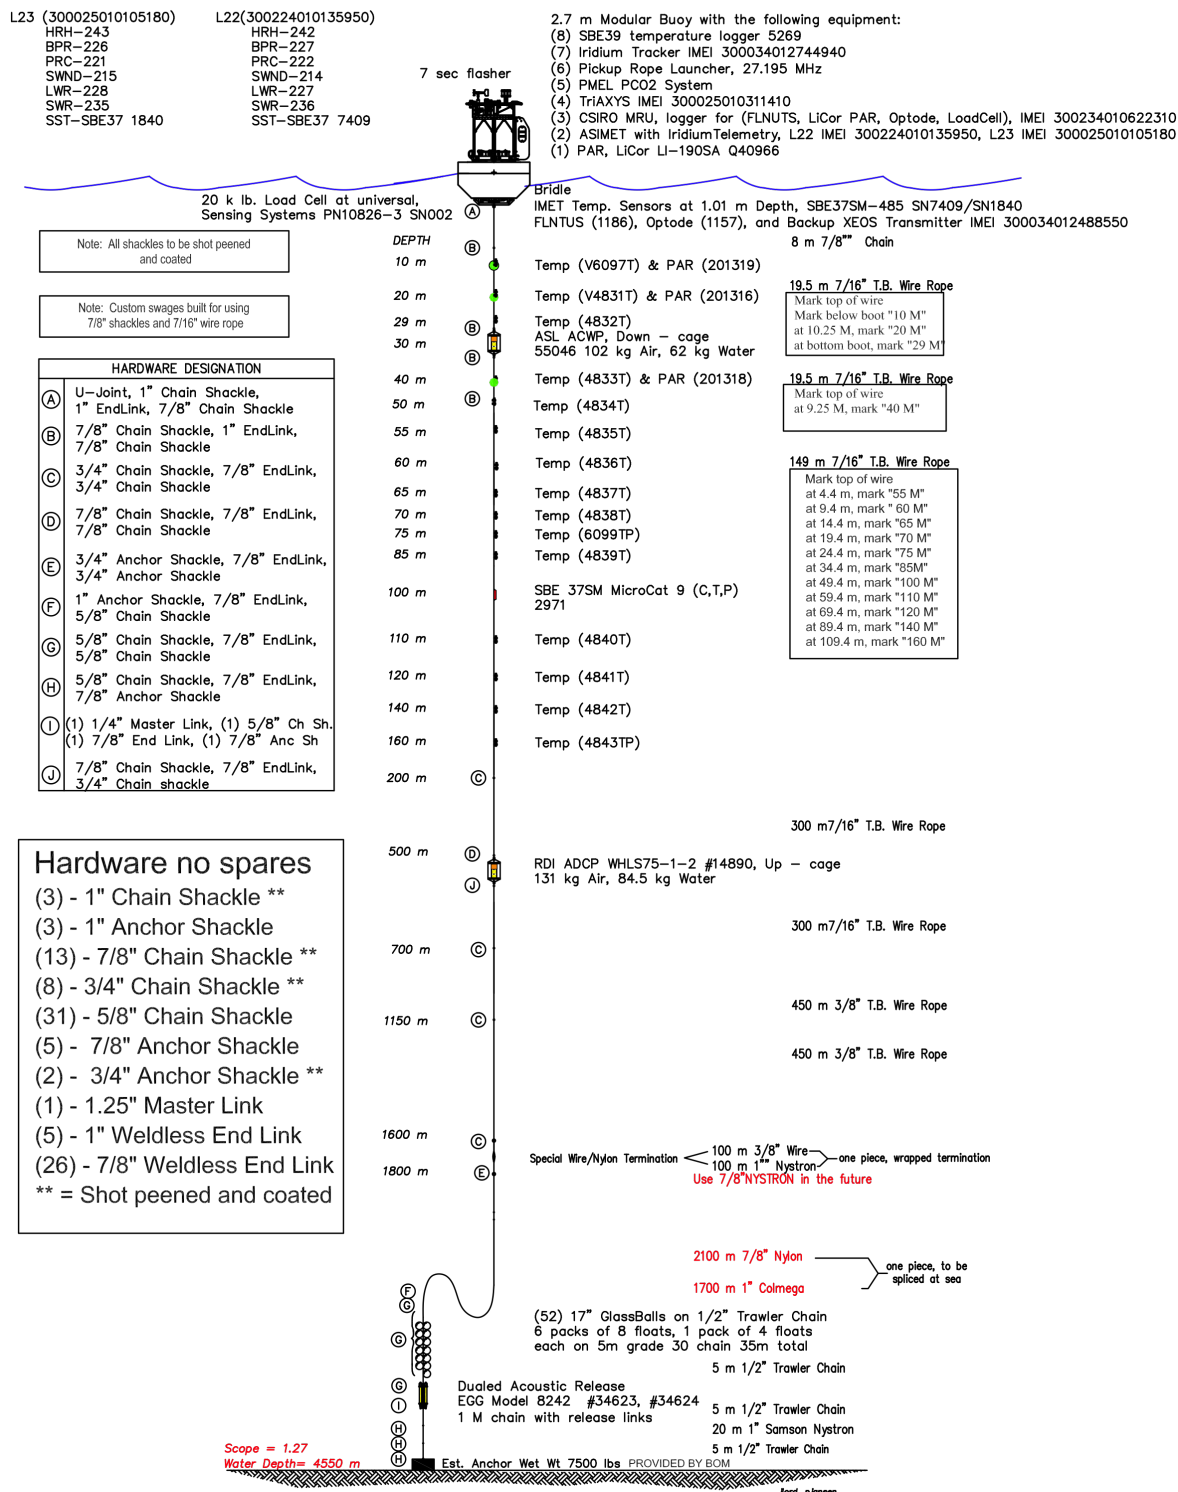 L23 (300025010105180)
HRH-243
BPR-226
PRC-221
SWND-215
LWR-228
SWR-235
SST-SBE37 1840
L22(300224010135950)
HRH-242
BPR-227
PRC-222
SWND-214
LWR-227
SWR-236
SST-SBE37 7409
7 sec flasher
2.7 m Modular Buoy with the following equipment:
(8) SBE39 temperature logger 5269
(7) Iridium Tracker IMEI 300034012744940
(6) Pickup Rope Launcher, 27.195 MHz
(5) PMEL PCO2 System
(4) TriAXYS IMEI 300025010311410
(3) CSIRO MRU, logger for (FLNUTS, LiCor PAR, Optode, LoadCell), IMEI 300234010622310
(2) ASIMET with IridiumTelemetry, L22 IMEI 300224010135950, L23 IMEI 300025010105180
(1) PAR, LiCor LI-190SA Q40966
20 k lb. Load Cell at universal,
Sensing Systems PN10826-3 SN002
A
Bridle
IMET Temp. Sensors at 1.01 m Depth, SBE37SM-485 SN7409/SN1840
FLNTUS (1186), Optode (1157), and Backup XEOS Transmitter IMEI 300034012488550
Note: All shackles to be shot peened
and coated
Note: Custom swages built for using
7/8" shackles and 7/16" wire rope
HARDWARE DESIGNATION
A U-Joint, 1" Chain Shackle,
1" EndLink, 7/8" Chain Shackle
B 7/8" Chain Shackle, 1" EndLink,
7/8" Chain Shackle
C 3/4" Chain Shackle, 7/8" EndLink,
3/4" Chain Shackle
D 7/8" Chain Shackle, 7/8" EndLink,
7/8" Chain Shackle
E 3/4" Anchor Shackle, 7/8" EndLink,
3/4" Anchor Shackle
F 1" Anchor Shackle, 7/8" EndLink,
5/8" Chain Shackle
G 5/8" Chain Shackle, 7/8" EndLink,
5/8" Chain Shackle
H 5/8" Chain Shackle, 7/8" EndLink,
7/8" Anchor Shackle
I (1) 1/4" Master Link, (1) 5/8" Ch Sh.
(1) 7/8" End Link, (1) 7/8" Anc Sh
J 7/8" Chain Shackle, 7/8" EndLink,
3/4" Chain shackle
Hardware no spares
(3) - 1" Chain Shackle **
(3) - 1" Anchor Shackle
(13) - 7/8" Chain Shackle **
(8) - 3/4" Chain Shackle **
(31) - 5/8" Chain Shackle
(5) - 7/8" Anchor Shackle
(2) - 3/4" Anchor Shackle **
(1) - 1.25" Master Link
(5) - 1" Weldless End Link
(26) - 7/8" Weldless End Link
** = Shot peened and coated
DEPTH
B
8 m 7/8"" Chain
10 m
Temp (V6097T) & PAR (201319)
19.5 m 7/16" T.B. Wire Rope
Mark top of wire
Mark below boot "10 M"
at 10.25 M, mark "20 M"
at bottom boot, mark "29 M"
20 m
Temp (V4831T) & PAR (201316)
29 m
B
Temp (4832T)
30 m
ASL ACWP, Down - cage
55046 102 kg Air, 62 kg Water
B
40 m
Temp (4833T) & PAR (201318)
19.5 m 7/16" T.B. Wire Rope
Mark top of wire
at 9.25 M, mark "40 M"
50 m
B
Temp (4834T)
55 m
Temp (4835T)
60 m
Temp (4836T)
149 m 7/16" T.B. Wire Rope
Mark top of wire
at 4.4 m, mark "55 M"
at 9.4 m, mark " 60 M"
at 14.4 m, mark "65 M"
at 19.4 m, mark "70 M"
at 24.4 m, mark "75 M"
at 34.4 m, mark "85M"
at 49.4 m, mark "100 M"
at 59.4 m, mark "110 M"
at 69.4 m, mark "120 M"
at 89.4 m, mark "140 M"
at 109.4 m, mark "160 M"
65 m
Temp (4837T)
70 m
Temp (4838T)
75 m
Temp (6099TP)
85 m
Temp (4839T)
100 m
SBE 37SM MicroCat 9 (C,T,P)
2971
110 m
Temp (4840T)
120 m
Temp (4841T)
140 m
Temp (4842T)
160 m
Temp (4843TP)
200 m
C
300 m7/16" T.B. Wire Rope
500 m
D
RDI ADCP WHLS75-1-2 #14890, Up - cage
131 kg Air, 84.5 kg Water
J
300 m7/16" T.B. Wire Rope
700 m
C
450 m 3/8" T.B. Wire Rope
1150 m
C
450 m 3/8" T.B. Wire Rope
1600 m
C
Special Wire/Nylon Termination
100 m 3/8" Wire
100 m 1"" Nystron
one piece, wrapped termination
1800 m
E
Use 7/8"NYSTRON in the future
2100 m 7/8" Nylon
1700 m 1" Colmega
one piece, to be
spliced at sea
F
G
(52) 17" GlassBalls on 1/2" Trawler Chain
6 packs of 8 floats, 1 pack of 4 floats
each on 5m grade 30 chain 35m total
G
5 m 1/2" Trawler Chain
G
Dualed Acoustic Release
EGG Model 8242 #34623, #34624
1 M chain with release links
I
5 m 1/2" Trawler Chain
H
20 m 1" Samson Nystron
H
5 m 1/2" Trawler Chain
H
Scope = 1.27
Water Depth= 4550 m
Est. Anchor Wet Wt 7500 lbs PROVIDED BY BOM